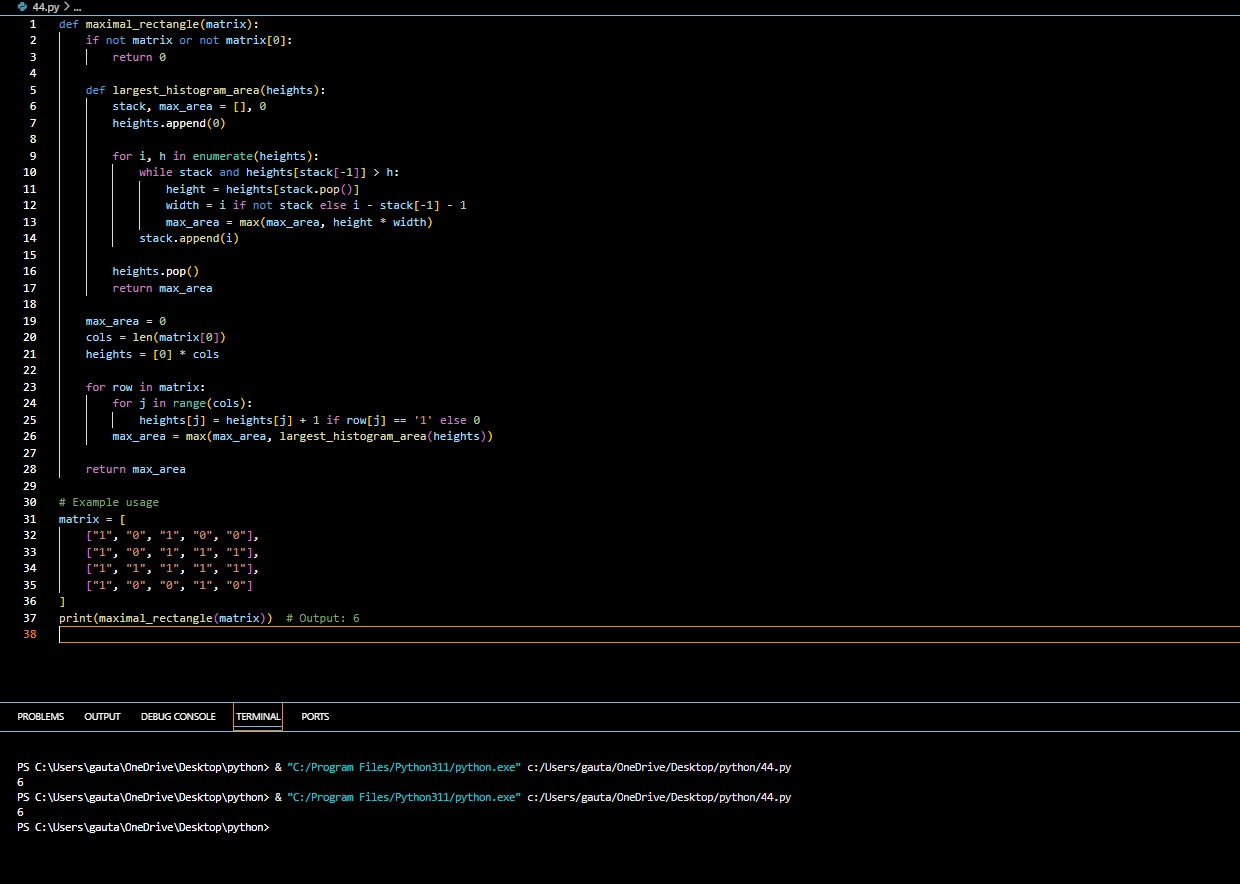 44.py > ...
1 def maximal_rectangle(matrix):
2     if not matrix or not matrix[0]:
3         return 0
4
5     def largest_histogram_area(heights):
6         stack, max_area = [], 0
7         heights.append(0)
8
9         for i, h in enumerate(heights):
10             while stack and heights[stack[-1]] > h:
11                 height = heights[stack.pop()]
12                 width = i if not stack else i - stack[-1] - 1
13                 max_area = max(max_area, height * width)
14             stack.append(i)
15
16         heights.pop()
17         return max_area
18
19     max_area = 0
20     cols = len(matrix[0])
21     heights = [0] * cols
22
23     for row in matrix:
24         for j in range(cols):
25             heights[j] = heights[j] + 1 if row[j] == '1' else 0
26         max_area = max(max_area, largest_histogram_area(heights))
27
28     return max_area
29
30 # Example usage
31 matrix = [
32     ["1", "0", "1", "0", "0"],
33     ["1", "0", "1", "1", "1"],
34     ["1", "1", "1", "1", "1"],
35     ["1", "0", "0", "1", "0"]
36 ]
37 print(maximal_rectangle(matrix))  # Output: 6
38
PROBLEMS OUTPUT DEBUG CONSOLE TERMINAL PORTS
PS C:\Users\gauta\OneDrive\Desktop\python> & "C:/Program Files/Python311/python.exe" c:/Users/gauta/OneDrive/Desktop/python/44.py
6
PS C:\Users\gauta\OneDrive\Desktop\python> & "C:/Program Files/Python311/python.exe" c:/Users/gauta/OneDrive/Desktop/python/44.py
6
PS C:\Users\gauta\OneDrive\Desktop\python>